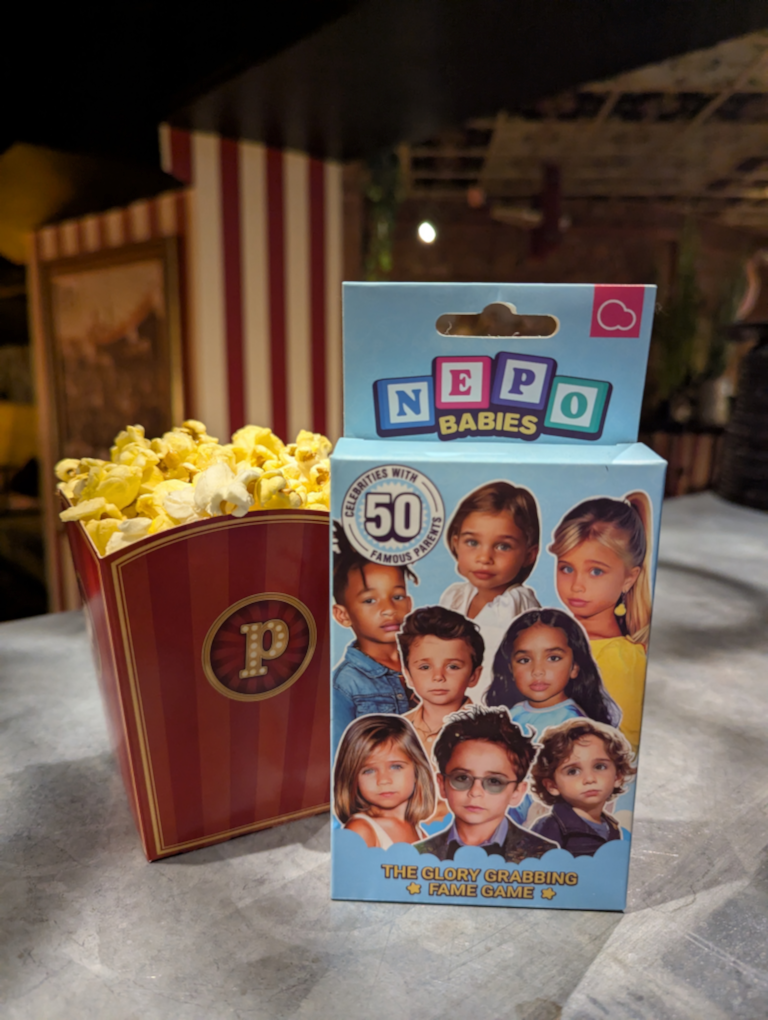 NEPO
BABIES
CELEBRITIES WITH
50
FAMOUS PARENTS
P
THE GLORY GRABBING
FAME GAME